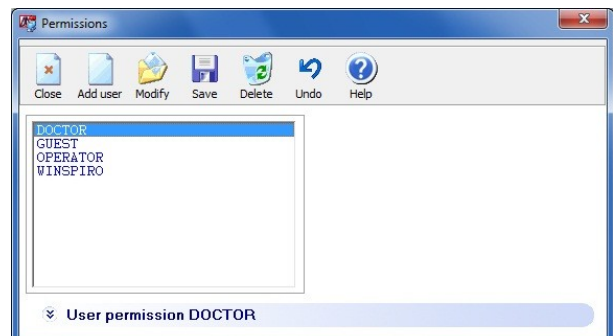 Permissions
Close Add user Modify Save Delete Undo Help
DOCTOR
GUEST
OPERATOR
WINSPIRO
User permission DOCTOR